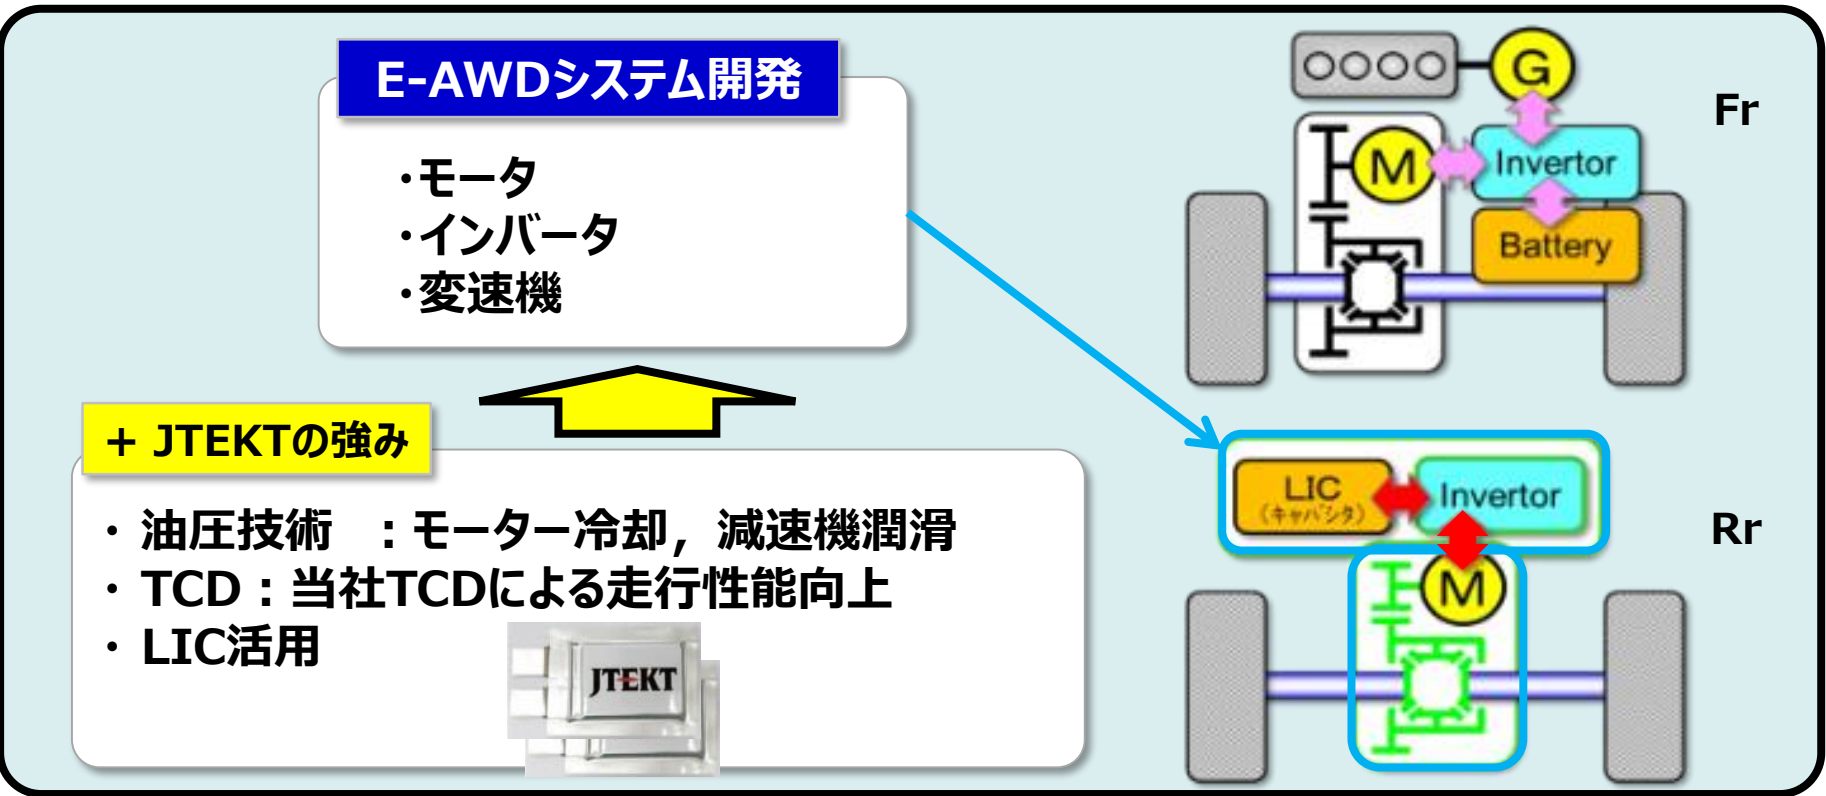 E-AWDシステム開発
・モータ
・インバータ
・変速機
+ JTEKTの強み
・ 油圧技術 ：モーター冷却，減速機潤滑
・ TCD：当社TCDによる走行性能向上
・ LIC活用
JTEKT
G
Fr
M
Invertor
Battery
LIC
(キャパシタ)
Invertor
Rr
M